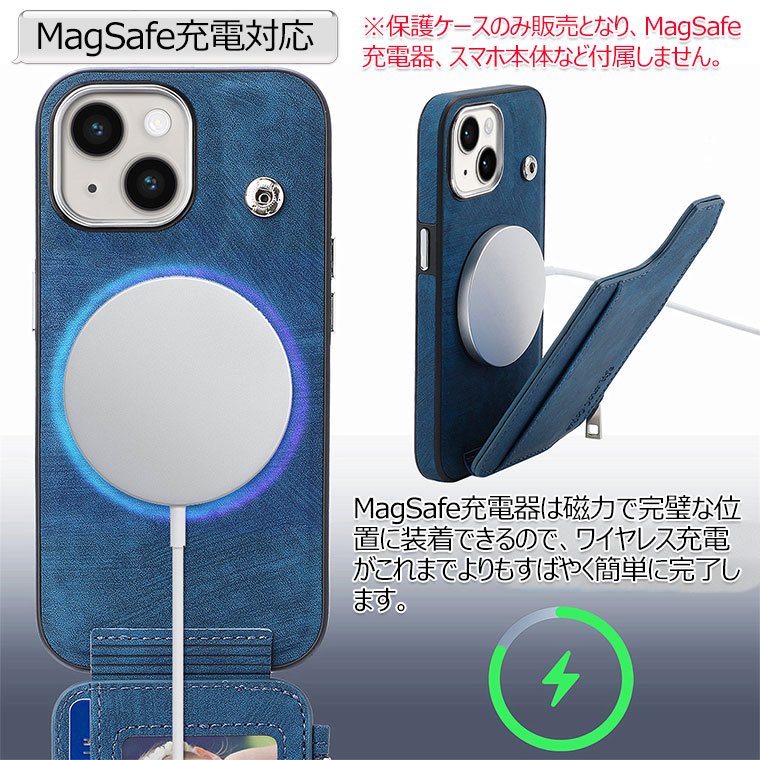 MagSafe充電対応
※保護ケースのみ販売となり、MagSafe
充電器、スマホ本体など付属しません。
MagSafe充電器は磁力で完璧な位
置に装着できるので、ワイヤレス充電
がこれまでよりもすばやく簡単に完了し
ます。